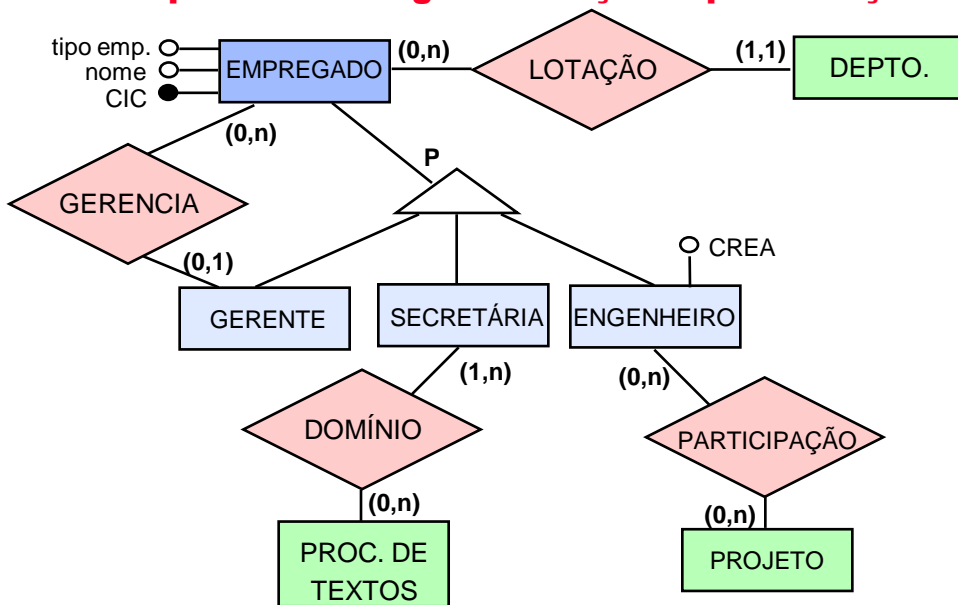 tipo emp.
nome
CIC
EMPREGADO
(0,n)
LOTAÇÃO
(1,1)
DEPTO.
(0,n)
P
GERENCIA
(0,1)
CREA
GERENTE
SECRETÁRIA
ENGENHEIRO
(1,n)
(0,n)
DOMÍNIO
PARTICIPAÇÃO
(0,n)
(0,n)
PROC. DE
TEXTOS
PROJETO